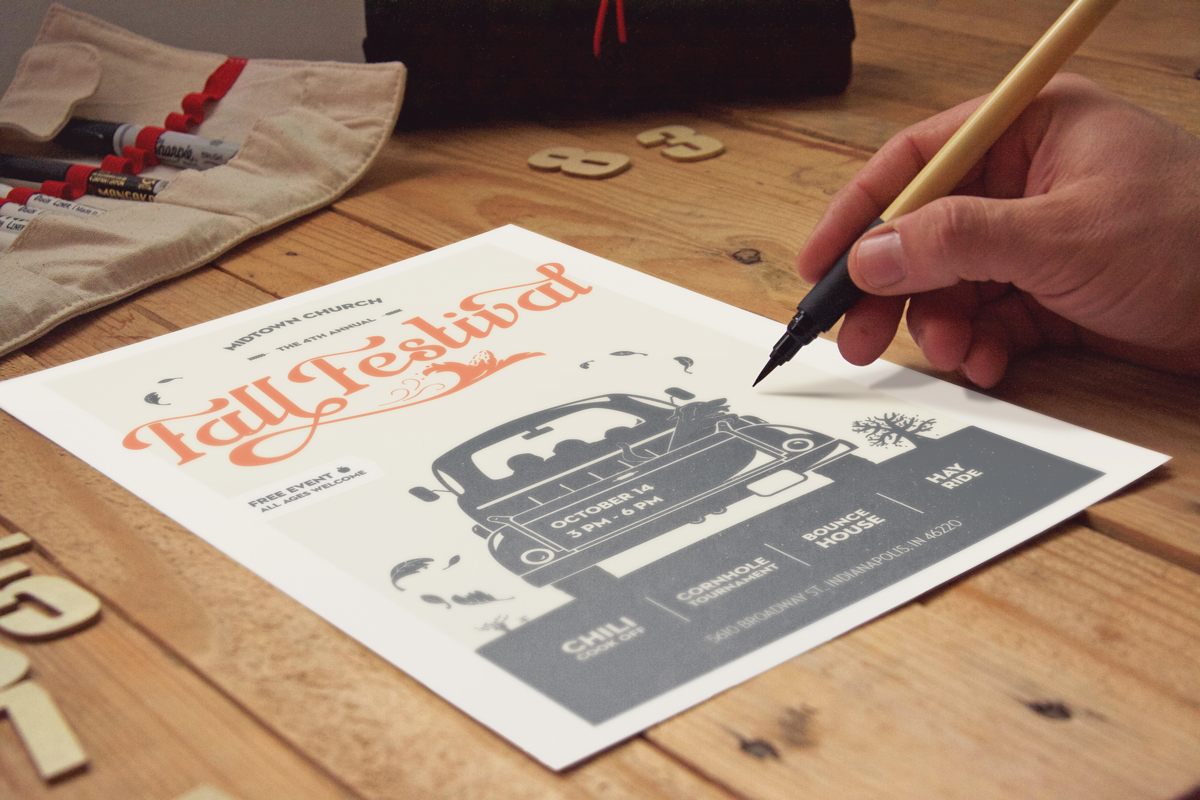 Sharpie
MIDTOWN CHURCH
THE 4TH ANNUAL
Fall Festival
FREE EVENT
ALL AGES WELCOME
OCTOBER 14
3 PM - 6 PM
CHILI
COOK OFF
CORNHOLE
TOURNAMENT
BOUNCE
HOUSE
HAY
RIDE
5610 BROADWAY ST, INDIANAPOLIS, IN 46220
8 3